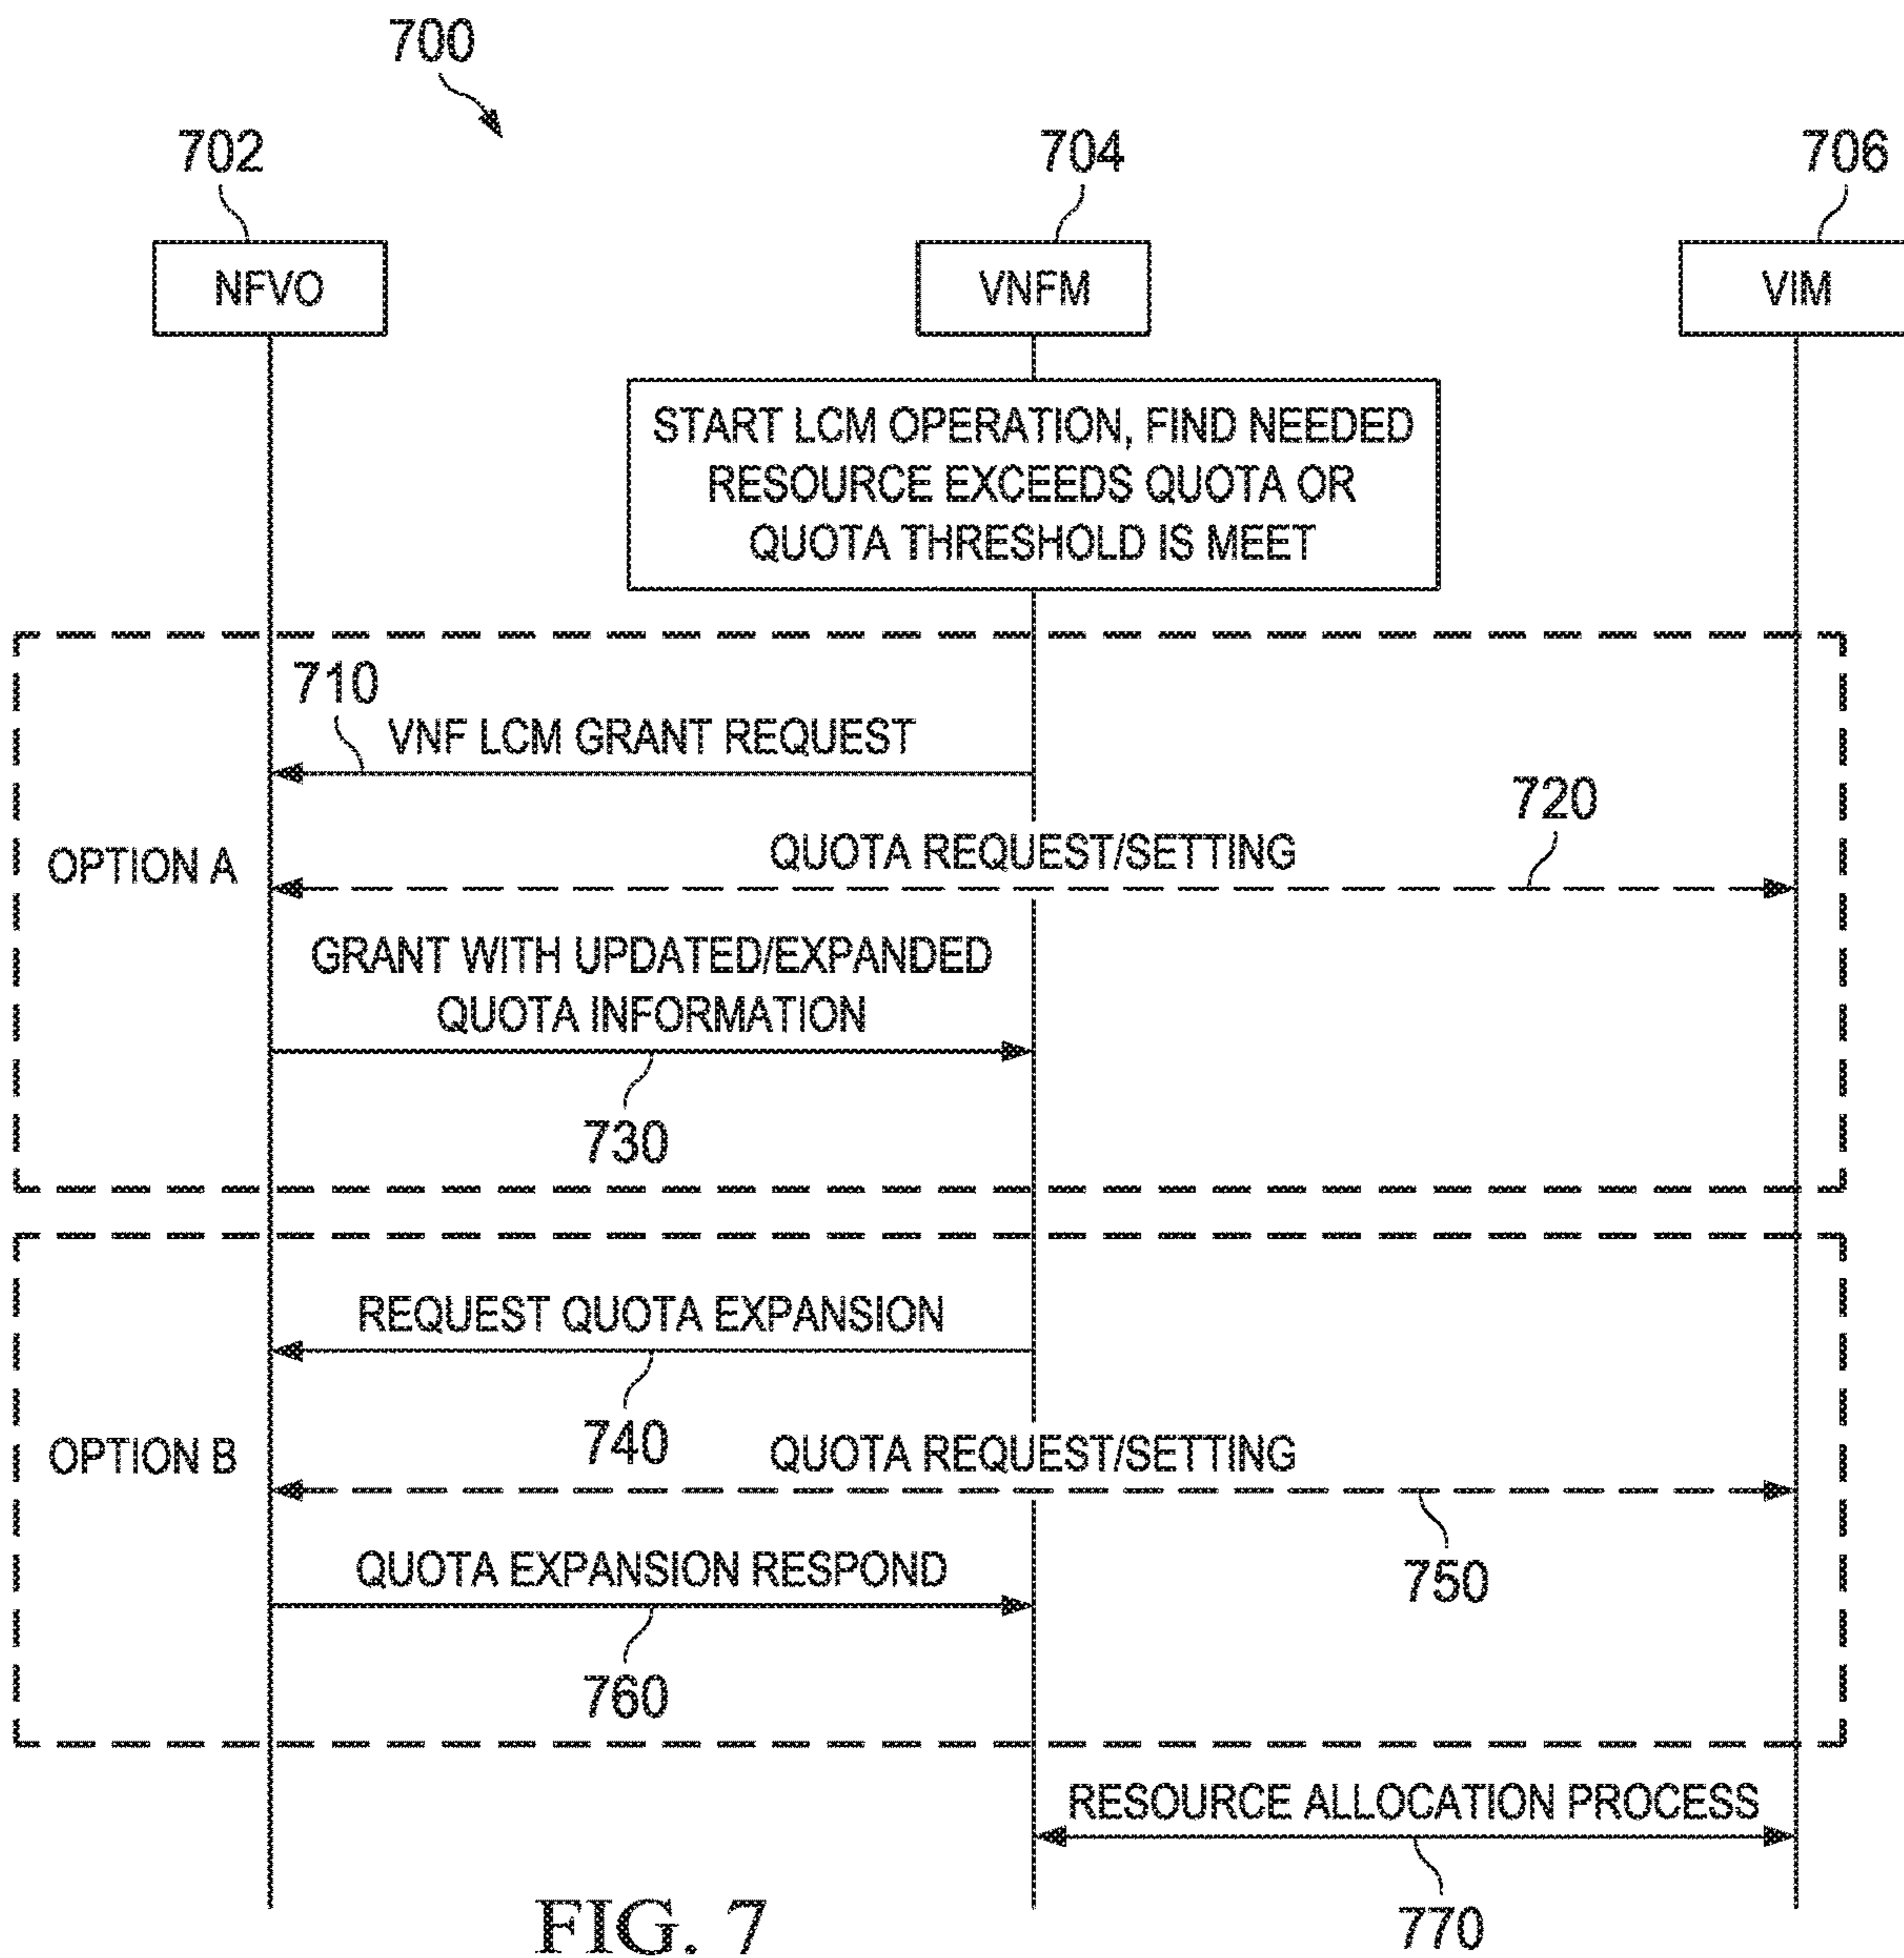 700
702
704
706
NFVO
VNFM
VIM
START LCM OPERATION, FIND NEEDED
RESOURCE EXCEEDS QUOTA OR
QUOTA THRESHOLD IS MEET
710
VNF LCM GRANT REQUEST
720
QUOTA REQUEST/SETTING
OPTION A
GRANT WITH UPDATED/EXPANDED
QUOTA INFORMATION
730
REQUEST QUOTA EXPANSION
740
QUOTA REQUEST/SETTING
OPTION B
750
QUOTA EXPANSION RESPOND
760
RESOURCE ALLOCATION PROCESS
770
FIG. 7